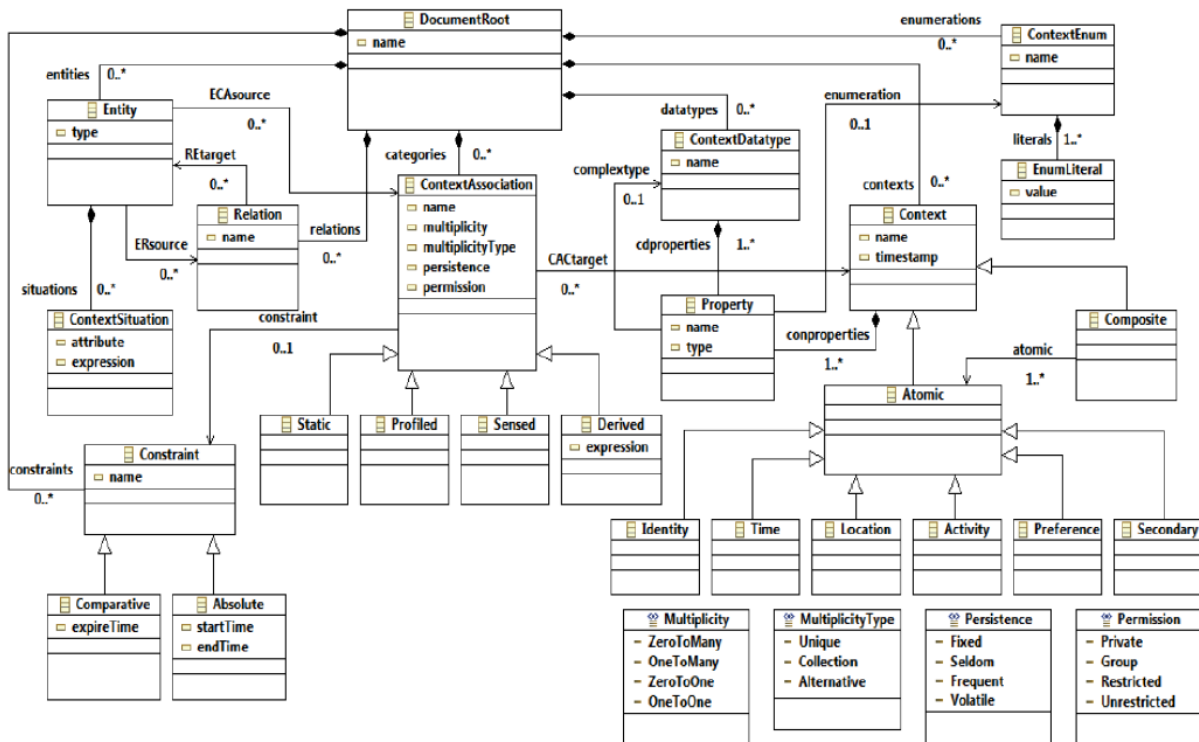 DocumentRoot
name
enumerations
0..*
ContextEnum
name
entities
0..*
Entity
type
ECAsource
0..*
datatypes
0..*
enumeration
0..1
ContextDatatype
name
literals
1..*
EnumLiteral
value
REtarget
0..*
categories
0..*
complextype
0..1
contexts
0..*
Relation
name
relations
0..*
ContextAssociation
name
multiplicity
multiplicityType
persistence
permission
Context
name
timestamp
ERsource
0..*
cdproperties
1..*
CACtarget
0..*
situations
0..*
ContextSituation
attribute
expression
constraint
0..1
Property
name
type
conproperties
1..*
Composite
atomic
1..*
Atomic
Static
Profiled
Sensed
Derived
expression
Constraint
name
constraints
0..*
Identity
Time
Location
Activity
Preference
Secondary
Comparative
expireTime
Absolute
startTime
endTime
Multiplicity
ZeroToMany
OneToMany
ZeroToOne
OneToOne
MultiplicityType
Unique
Collection
Alternative
Persistence
Fixed
Seldom
Frequent
Volatile
Permission
Private
Group
Restricted
Unrestricted